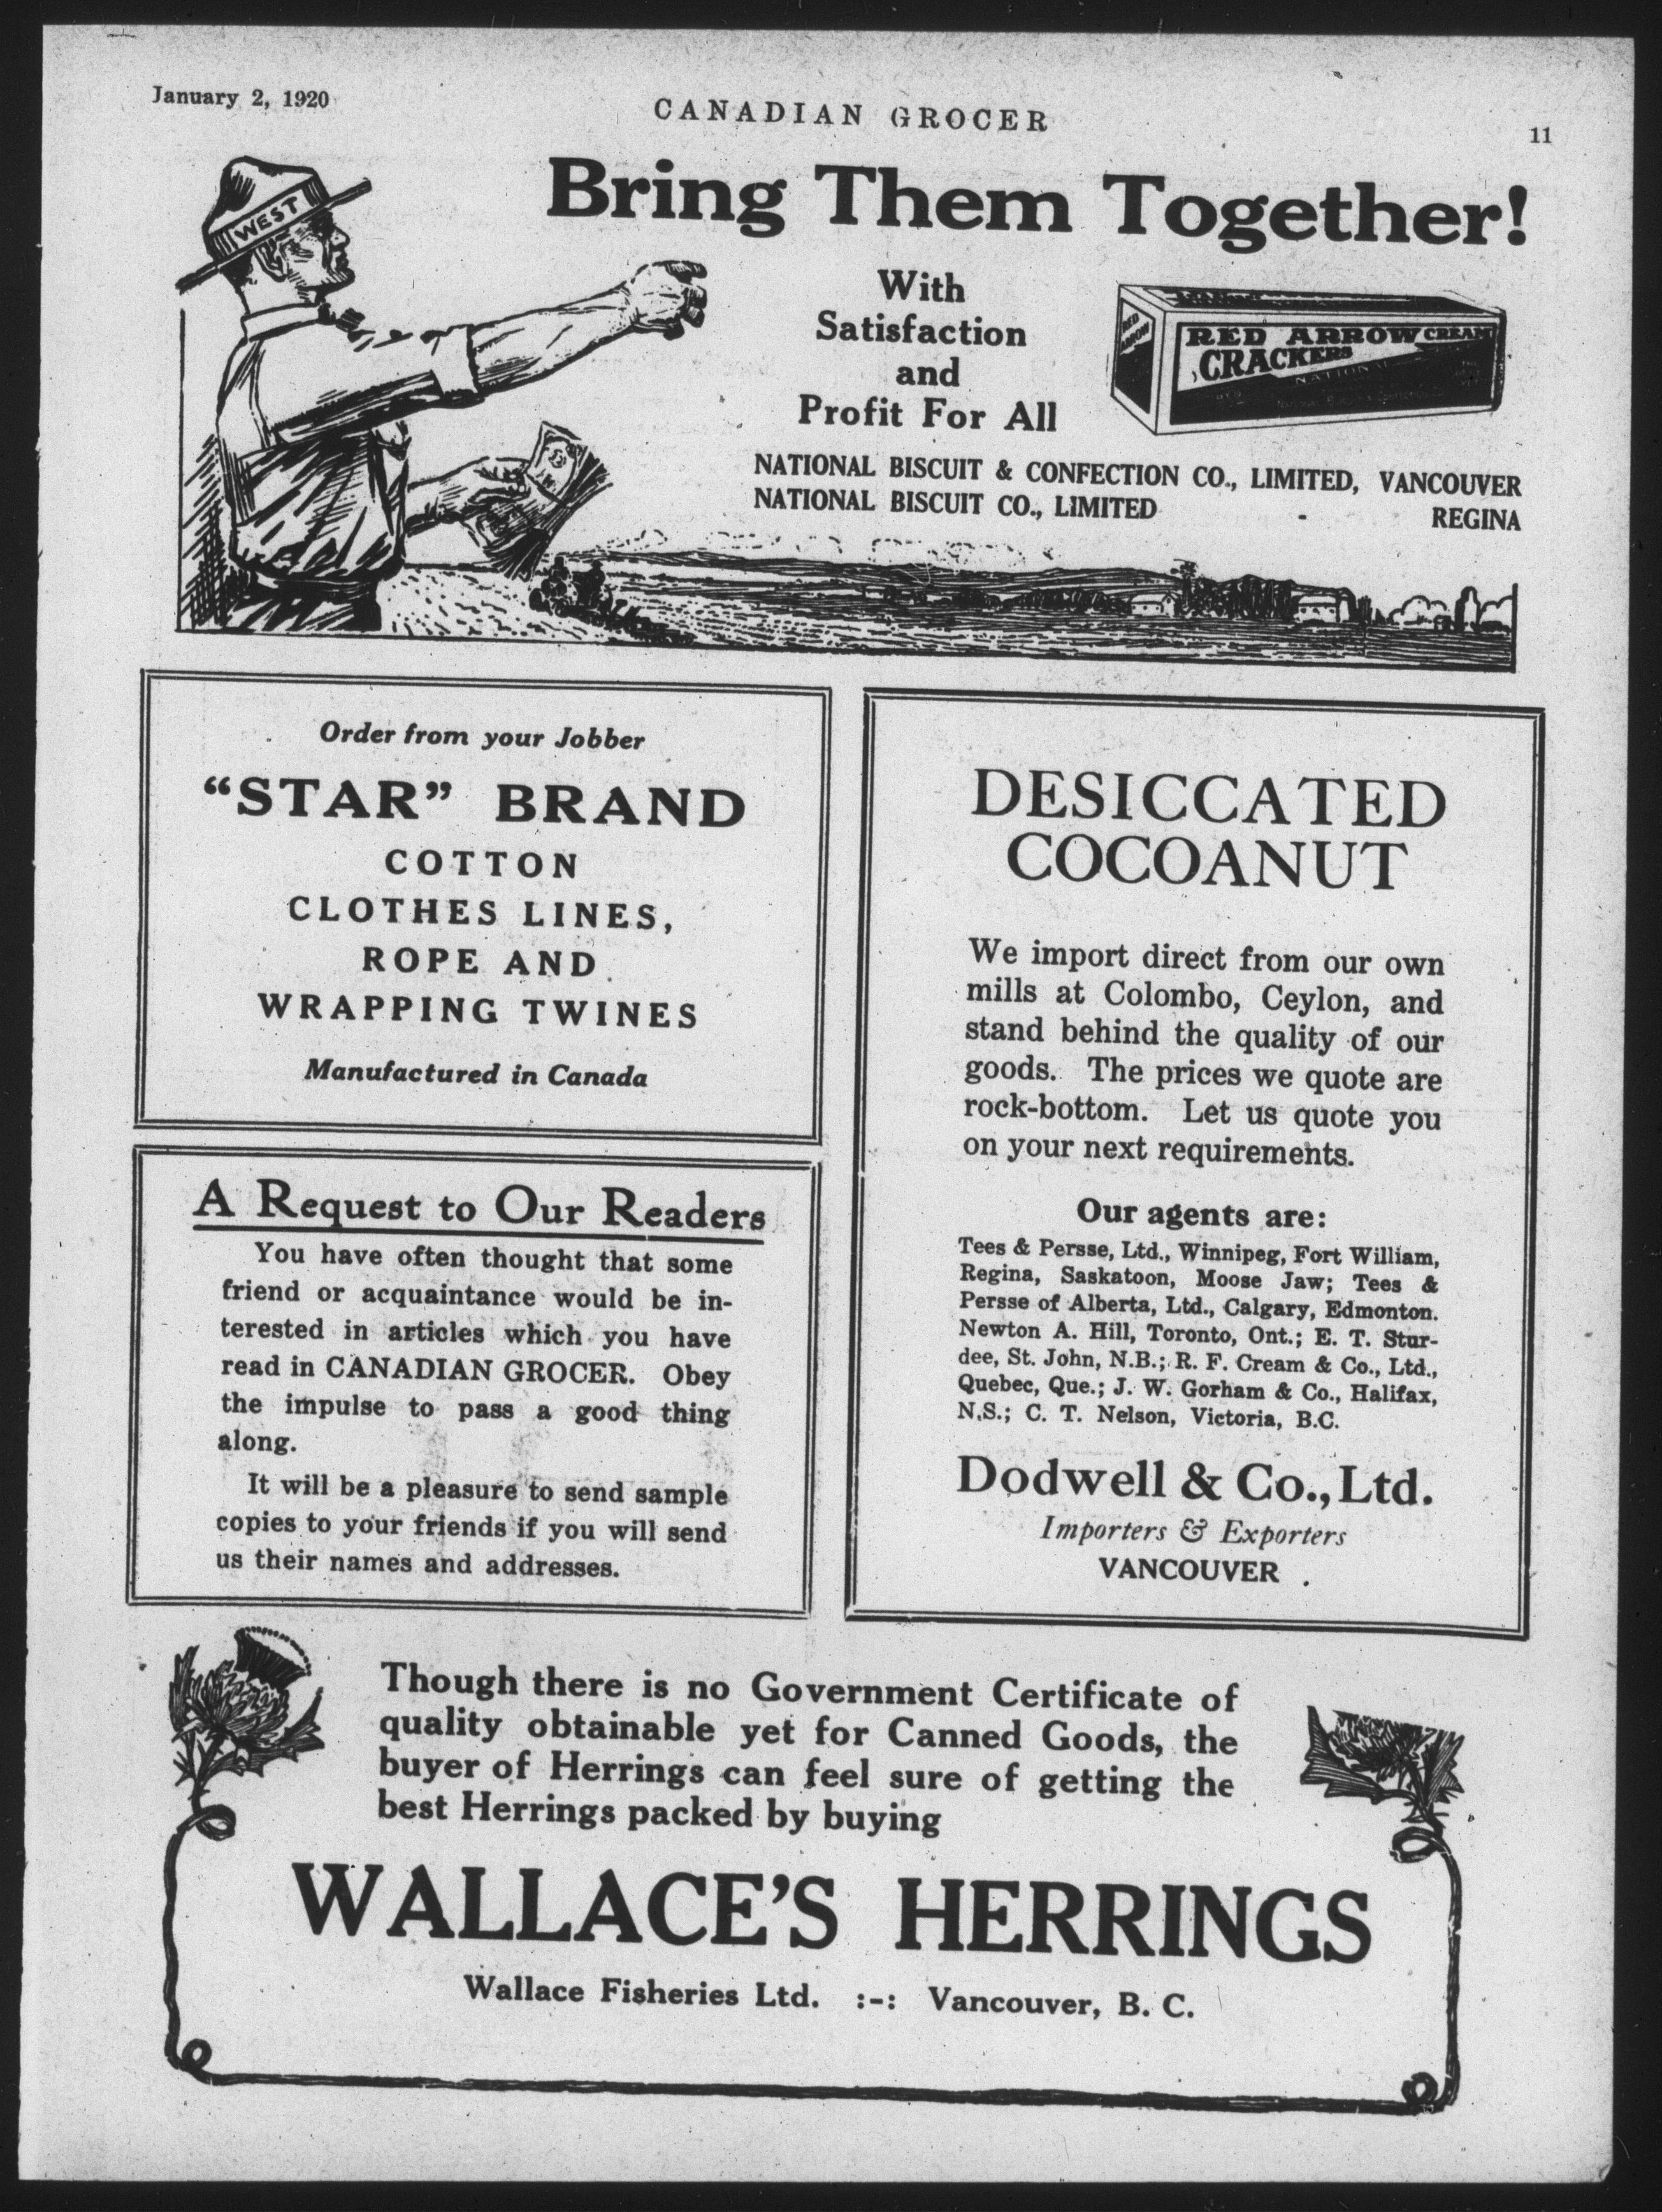 January 2, 1920
CANADIAN GROCER
11
Bring Them Together!
WEST
With
Satisfaction
and
Profit For All
RED ARROW
RED ARROW CREAM
CRACKERS
NATIONAL
NATIONAL BISCUIT & CONFECTION CO., LIMITED, VANCOUVER
NATIONAL BISCUIT CO., LIMITED - REGINA
Order from your Jobber
“STAR” BRAND
COTTON
CLOTHES LINES,
ROPE AND
WRAPPING TWINES
Manufactured in Canada
A Request to Our Readers
You have often thought that some
friend or acquaintance would be in-
terested in articles which you have
read in CANADIAN GROCER. Obey
the impulse to pass a good thing
along.
It will be a pleasure to send sample
copies to your friends if you will send
us their names and addresses.
DESICCATED
COCOANUT
We import direct from our own
mills at Colombo, Ceylon, and
stand behind the quality of our
goods. The prices we quote are
rock-bottom. Let us quote you
on your next requirements.
Our agents are:
Tees & Persse, Ltd., Winnipeg, Fort William,
Regina, Saskatoon, Moose Jaw; Tees &
Persse of Alberta, Ltd., Calgary, Edmonton.
Newton A. Hill, Toronto, Ont.; E. T. Stur-
dee, St. John, N.B.; R. F. Cream & Co., Ltd.,
Quebec, Que.; J. W. Gorham & Co., Halifax,
N.S.; C. T. Nelson, Victoria, B.C.
Dodwell & Co., Ltd.
Importers & Exporters
VANCOUVER
Though there is no Government Certificate of
quality obtainable yet for Canned Goods, the
buyer of Herrings can feel sure of getting the
best Herrings packed by buying
WALLACE'S HERRINGS
Wallace Fisheries Ltd. :-: Vancouver, B. C.